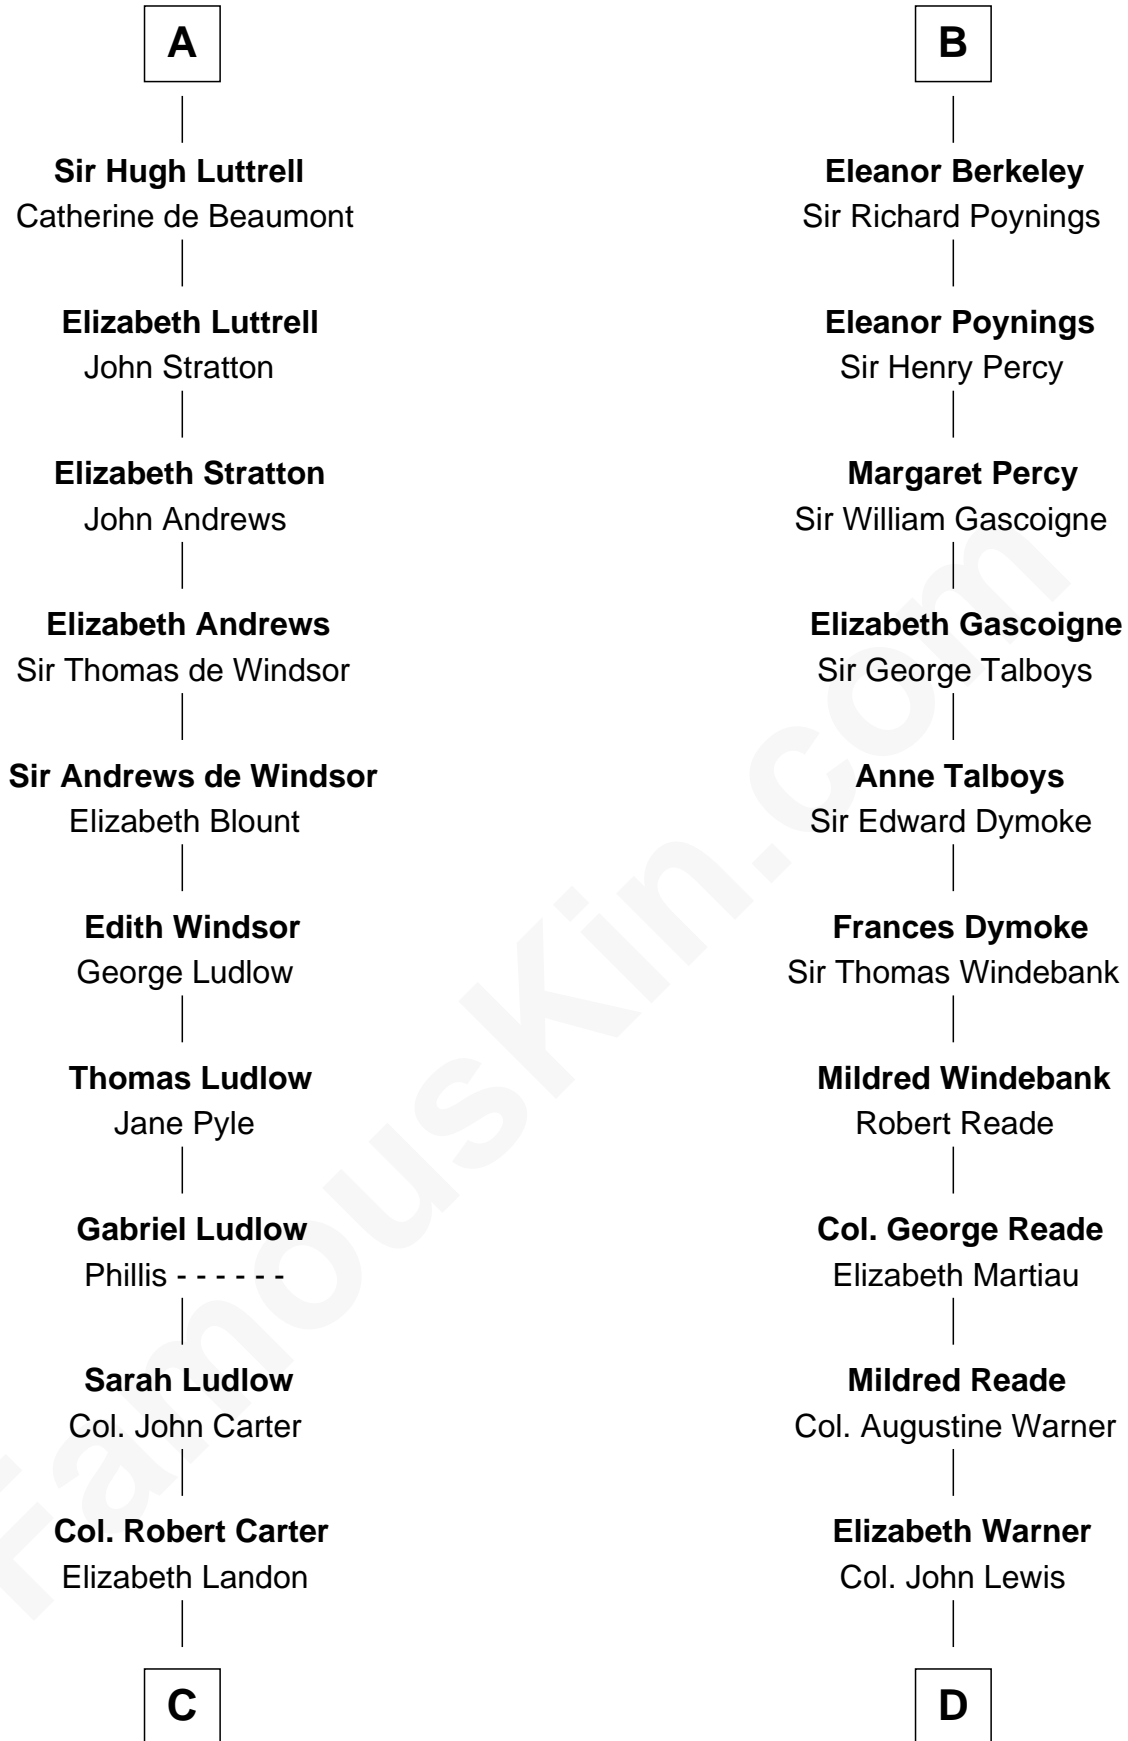 A
Sir Hugh Luttrell
Catherine de Beaumont
Elizabeth Luttrell
John Stratton
Elizabeth Stratton
John Andrews
Elizabeth Andrews
Sir Thomas de Windsor
Sir Andrews de Windsor
Elizabeth Blount
Edith Windsor
George Ludlow
Thomas Ludlow
Jane Pyle
Gabriel Ludlow
Phillis - - - - - -
Sarah Ludlow
Col. John Carter
Col. Robert Carter
Elizabeth Landon
C
B
Eleanor Berkeley
Sir Richard Poynings
Eleanor Poynings
Sir Henry Percy
Margaret Percy
Sir William Gascoigne
Elizabeth Gascoigne
Sir George Talboys
Anne Talboys
Sir Edward Dymoke
Frances Dymoke
Sir Thomas Windebank
Mildred Windebank
Robert Reade
Col. George Reade
Elizabeth Martiau
Mildred Reade
Col. Augustine Warner
Elizabeth Warner
Col. John Lewis
D
FamousKin.com